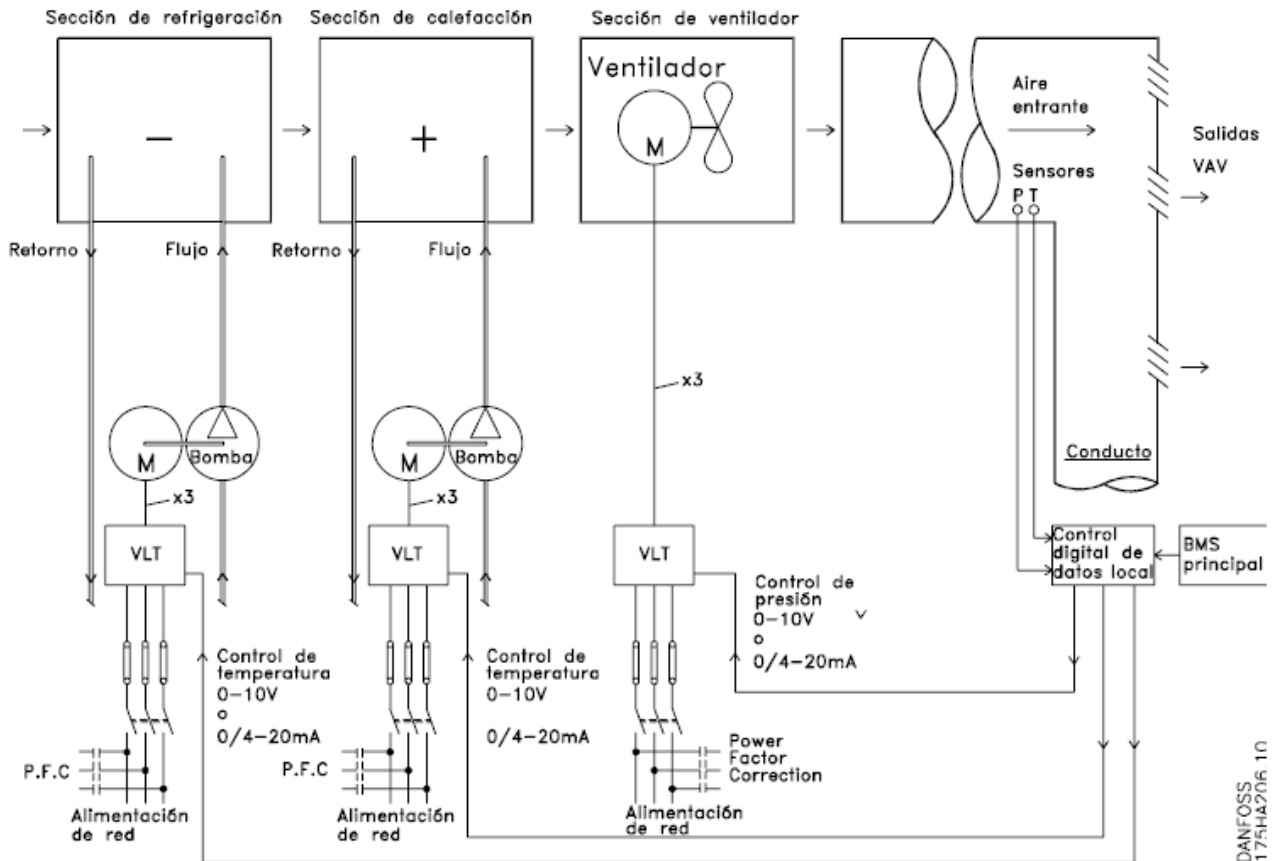 Sección de refrigeración
Sección de calefacción
Sección de ventilador
Ventilador
M
−
+
Aire
entrante
Sensores
P T
Salidas
VAV
Retorno
Flujo
Retorno
Flujo
x3
M
Bomba
M
Bomba
x3
x3
Conducto
VLT
VLT
VLT
Control
digital de
datos local
BMS
principal
Control de
presión
0-10V
o
0/4-20mA
Control de
temperatura
0-10V
o
0/4-20mA
Control de
temperatura
0-10V
o
0/4-20mA
P.F.C
P.F.C
Power
Factor
Correction
Alimentación
de red
Alimentación
de red
Alimentación
de red
DANFOSS
175HA206.10